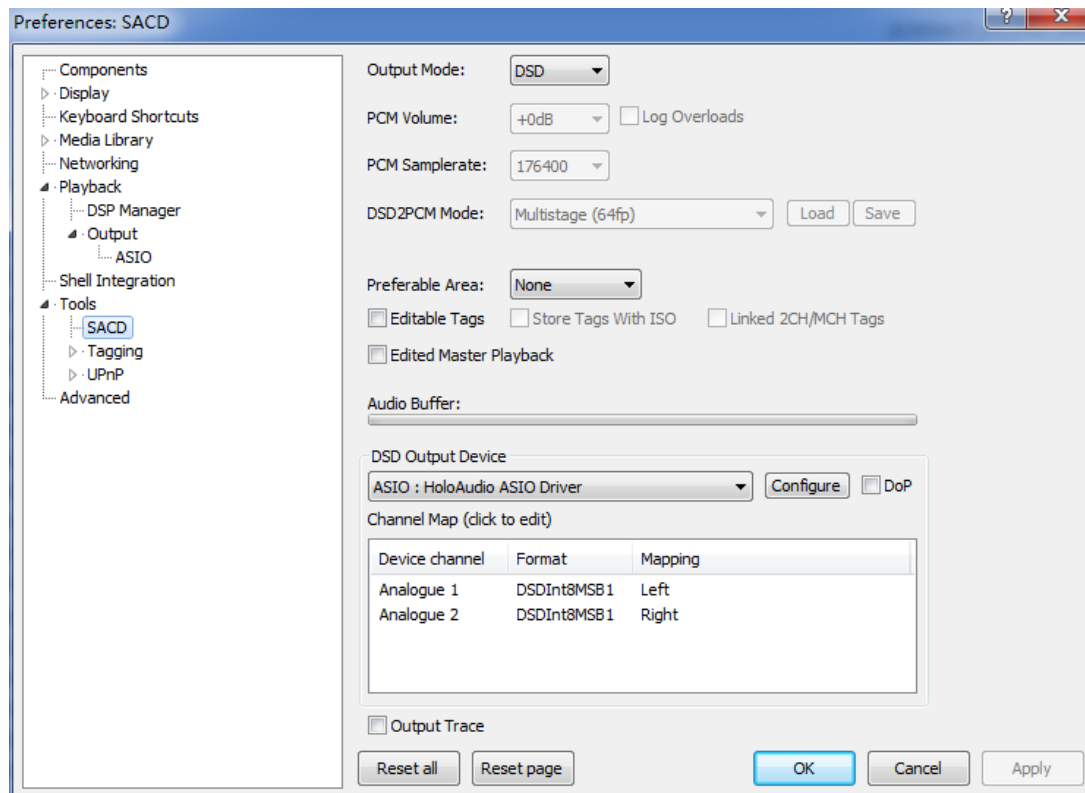 Preferences: SACD
?
X
Components
Display
Keyboard Shortcuts
Media Library
Networking
Playback
DSP Manager
Output
ASIO
Shell Integration
Tools
SACD
Tagging
UPnP
Advanced
Output Mode: DSD
PCM Volume: +0dB Log Overloads
PCM Samplerate: 176400
DSD2PCM Mode: Multistage (64fp) Load Save
Preferable Area: None
Editable Tags Store Tags With ISO Linked 2CH/MCH Tags
Edited Master Playback
Audio Buffer:
DSD Output Device
ASIO : HoloAudio ASIO Driver Configure DoP
Channel Map (click to edit)
Device channel Format Mapping
Analogue 1 DSDInt8MSB1 Left
Analogue 2 DSDInt8MSB1 Right
Output Trace
Reset all Reset page OK Cancel Apply